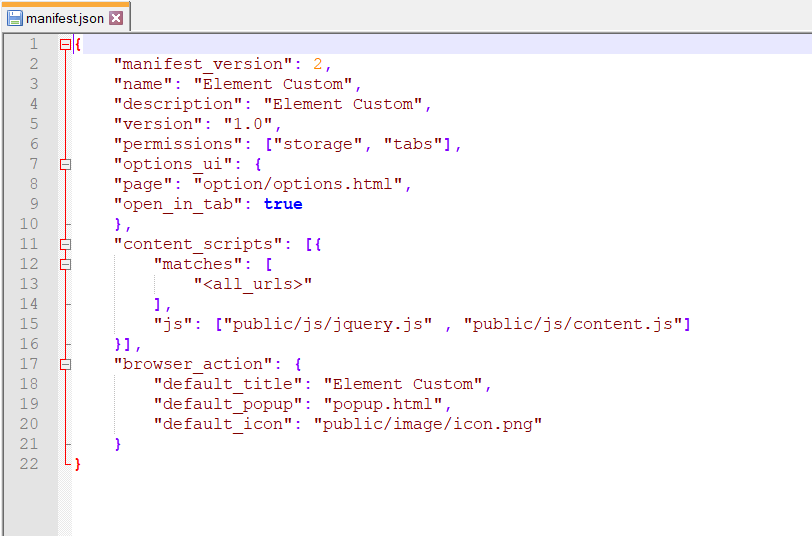 manifest.json
1 {
2 "manifest_version": 2,
3 "name": "Element Custom",
4 "description": "Element Custom",
5 "version": "1.0",
6 "permissions": ["storage", "tabs"],
7 "options_ui": {
8 "page": "option/options.html",
9 "open_in_tab": true
10 },
11 "content_scripts": [{
12 "matches": [
13 "<all_urls>"
14 ],
15 "js": ["public/js/jquery.js" , "public/js/content.js"]
16 }],
17 "browser_action": {
18 "default_title": "Element Custom",
19 "default_popup": "popup.html",
20 "default_icon": "public/image/icon.png"
21 }
22 }